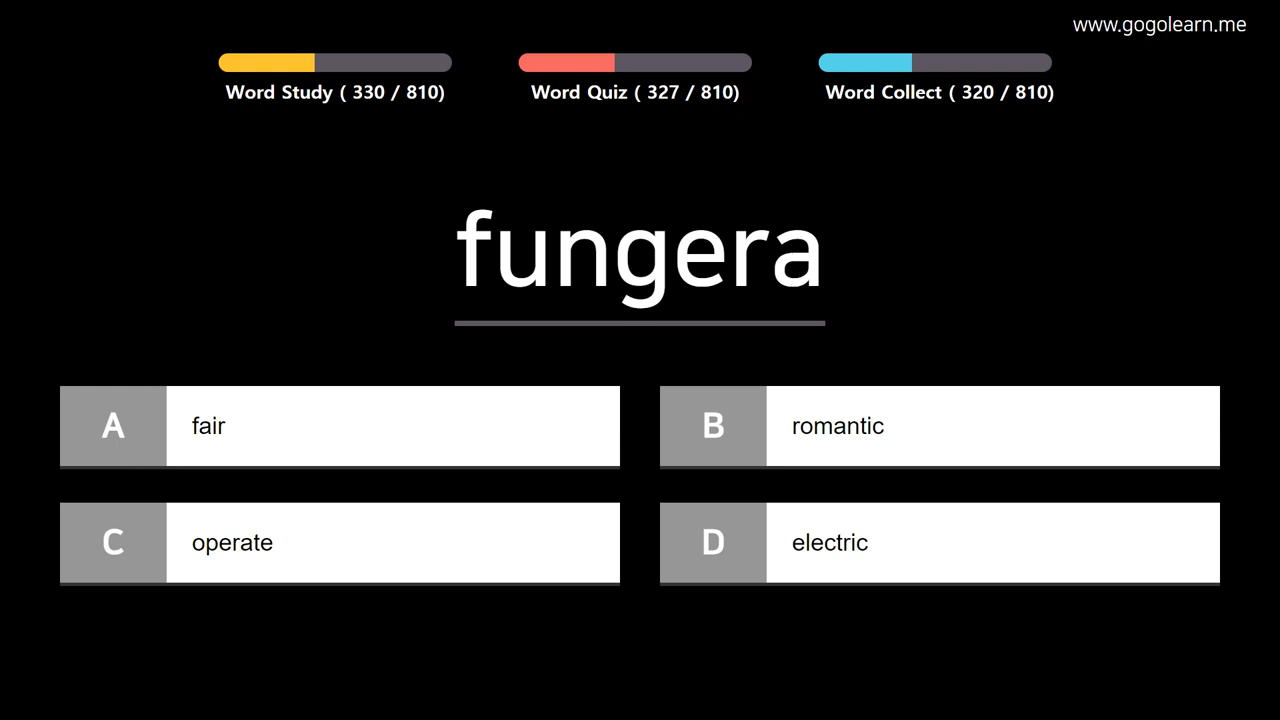 www.gogolearn.me
Word Study ( 330 / 810)
Word Quiz ( 327 / 810)
Word Collect ( 320 / 810)
fungera
A fair
B romantic
C operate
D electric